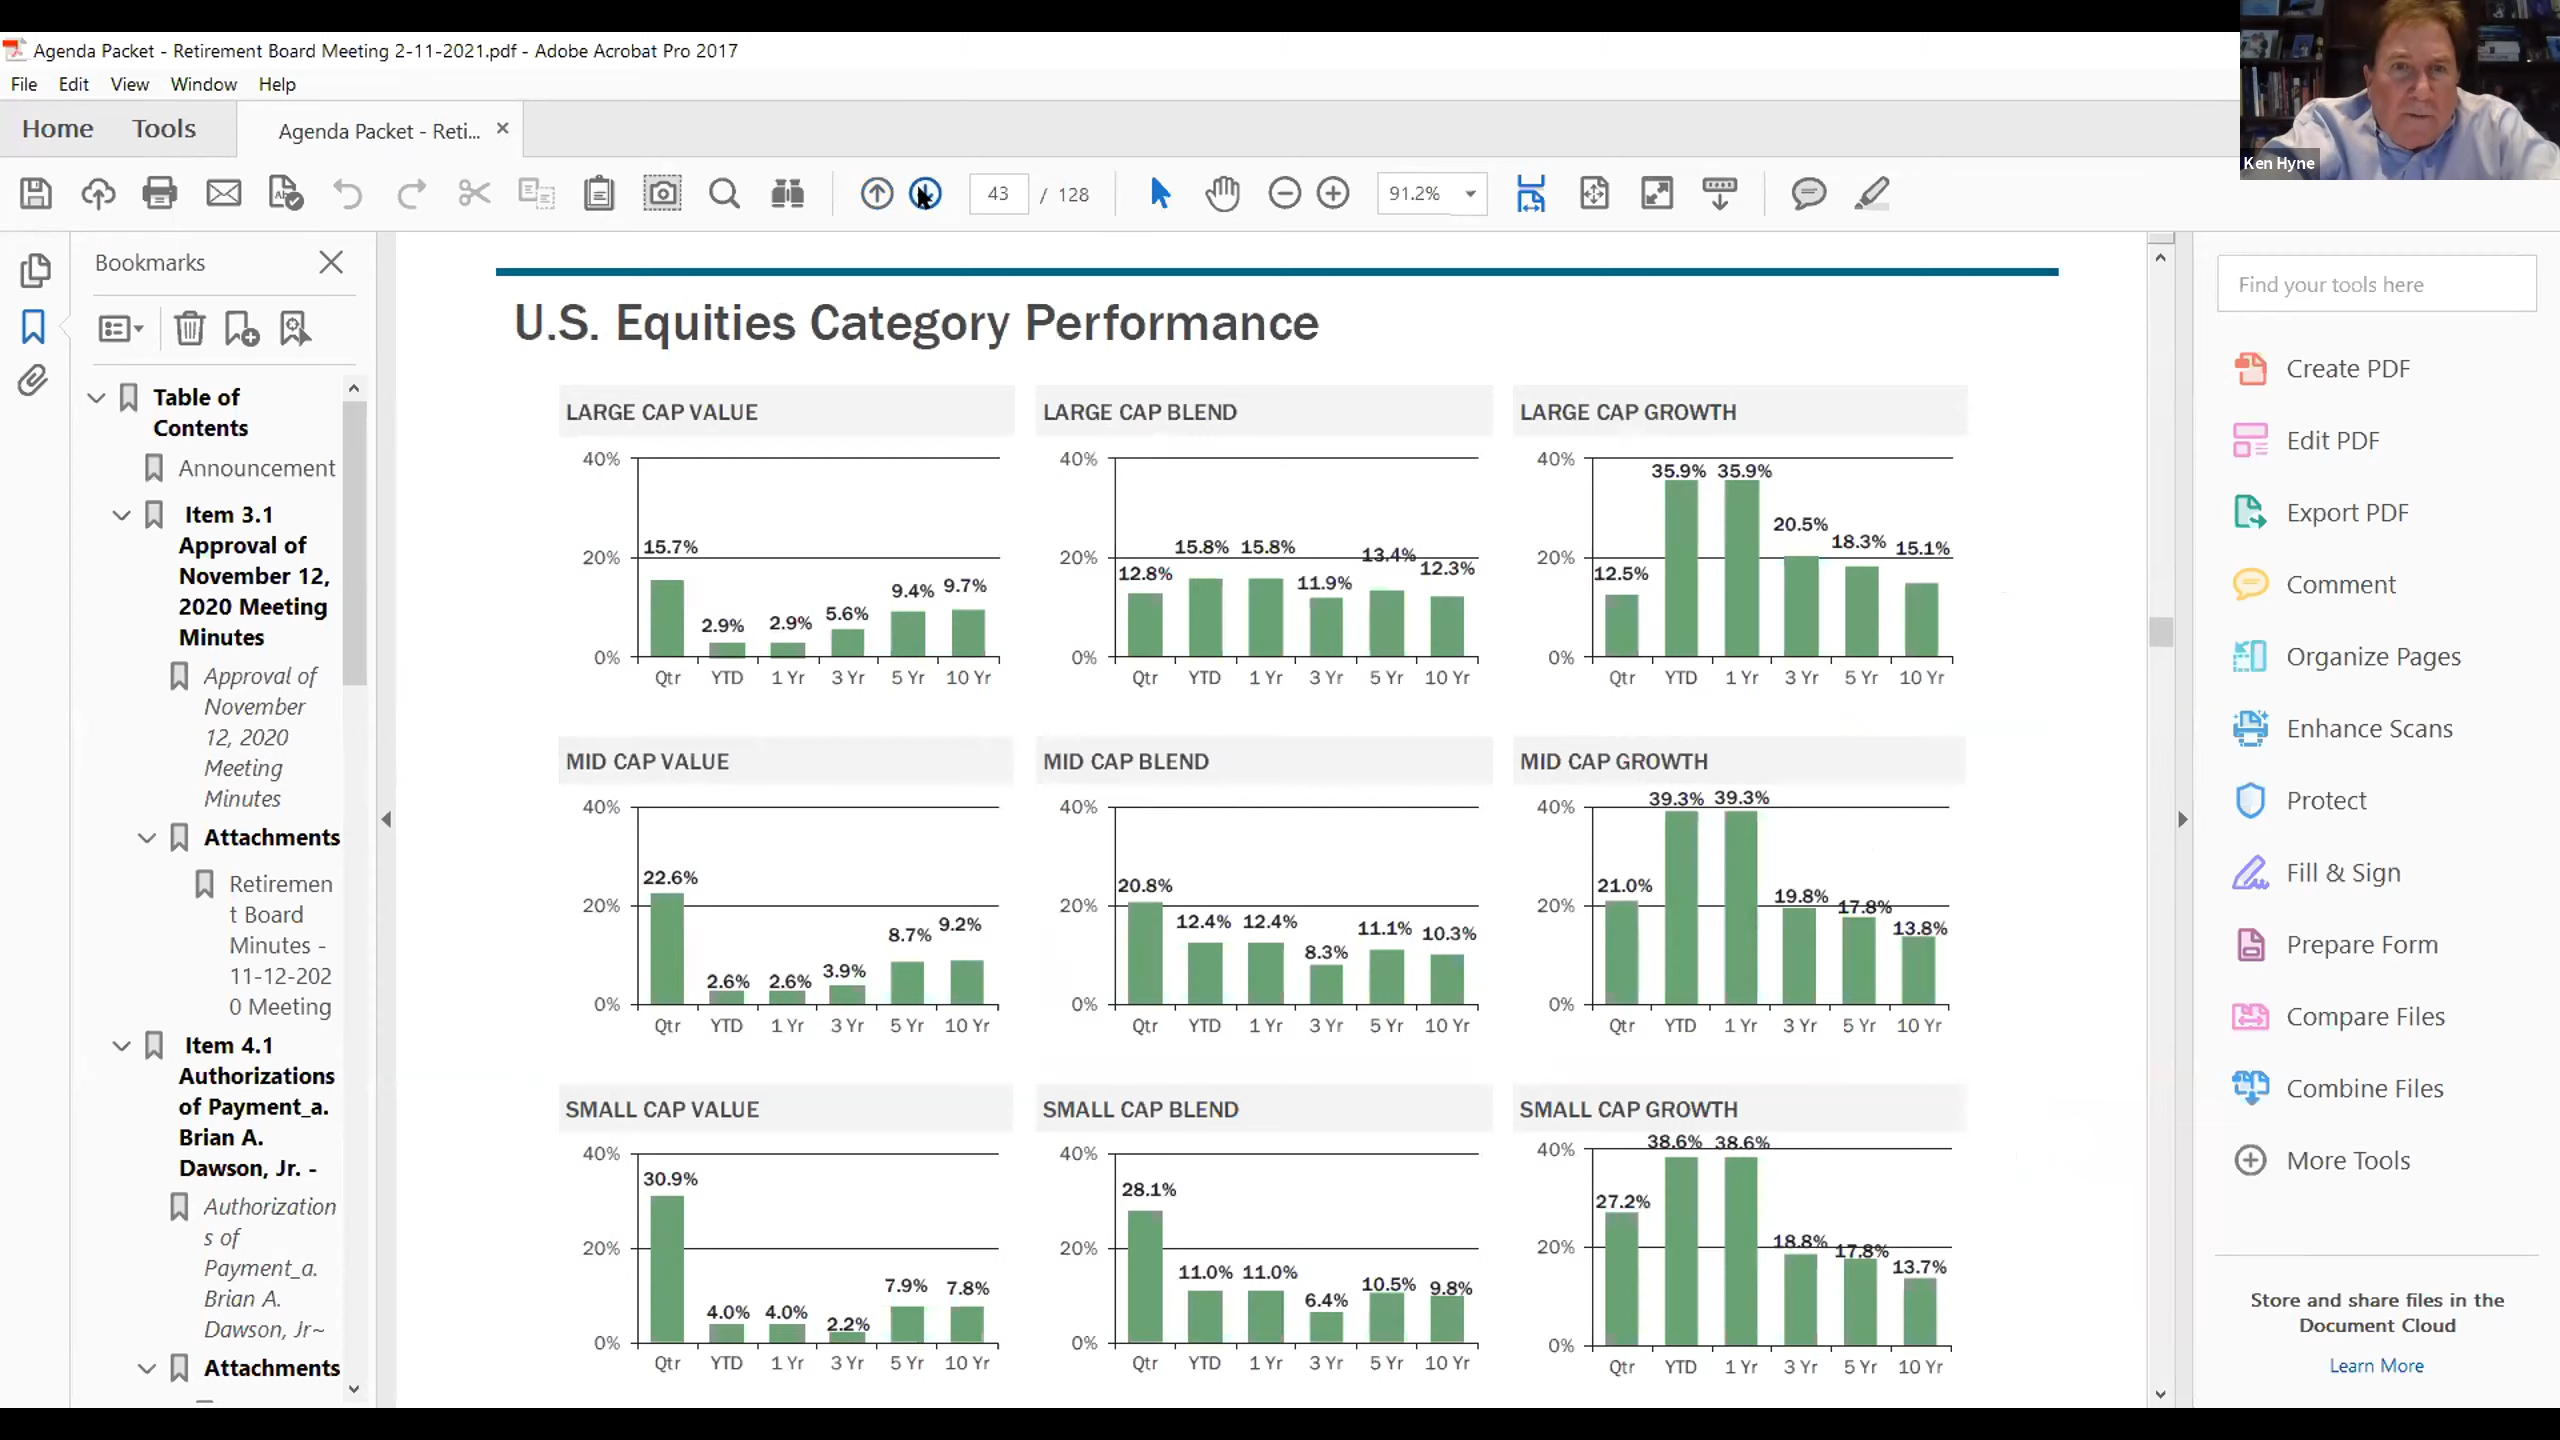 Agenda Packet - Retirement Board Meeting 2-11-2021.pdf - Adobe Acrobat Pro 2017
File Edit View Window Help
Home Tools Agenda Packet - Reti... ×
43 / 128 91.2%
Ken Hyne
Bookmarks
Table of
Contents
Announcement
Item 3.1
Approval of
November 12,
2020 Meeting
Minutes
Approval of
November
12, 2020
Meeting
Minutes
Attachments
Retiremen
t Board
Minutes -
11-12-202
0 Meeting
Item 4.1
Authorizations
of Payment_a.
Brian A.
Dawson, Jr. -
Authorization
s of
Payment_a.
Brian A.
Dawson, Jr~
Attachments
U.S. Equities Category Performance
LARGE CAP VALUE
40%
20%
0%
15.7% 2.9% 2.9% 5.6% 9.4% 9.7%
Qtr YTD 1 Yr 3 Yr 5 Yr 10 Yr
LARGE CAP BLEND
40%
20%
0%
12.8% 15.8% 15.8% 11.9% 13.4% 12.3%
Qtr YTD 1 Yr 3 Yr 5 Yr 10 Yr
LARGE CAP GROWTH
40%
20%
0%
12.5% 35.9% 35.9% 20.5% 18.3% 15.1%
Qtr YTD 1 Yr 3 Yr 5 Yr 10 Yr
MID CAP VALUE
40%
20%
0%
22.6% 2.6% 2.6% 3.9% 8.7% 9.2%
Qtr YTD 1 Yr 3 Yr 5 Yr 10 Yr
MID CAP BLEND
40%
20%
0%
20.8% 12.4% 12.4% 8.3% 11.1% 10.3%
Qtr YTD 1 Yr 3 Yr 5 Yr 10 Yr
MID CAP GROWTH
40%
20%
0%
21.0% 39.3% 39.3% 19.8% 17.8% 13.8%
Qtr YTD 1 Yr 3 Yr 5 Yr 10 Yr
SMALL CAP VALUE
40%
20%
0%
30.9% 4.0% 4.0% 2.2% 7.9% 7.8%
Qtr YTD 1 Yr 3 Yr 5 Yr 10 Yr
SMALL CAP BLEND
40%
20%
0%
28.1% 11.0% 11.0% 6.4% 10.5% 9.8%
Qtr YTD 1 Yr 3 Yr 5 Yr 10 Yr
SMALL CAP GROWTH
40%
20%
0%
27.2% 38.6% 38.6% 18.8% 17.8% 13.7%
Qtr YTD 1 Yr 3 Yr 5 Yr 10 Yr
Find your tools here
Create PDF
Edit PDF
Export PDF
Comment
Organize Pages
Enhance Scans
Protect
Fill & Sign
Prepare Form
Compare Files
Combine Files
More Tools
Store and share files in the
Document Cloud
Learn More